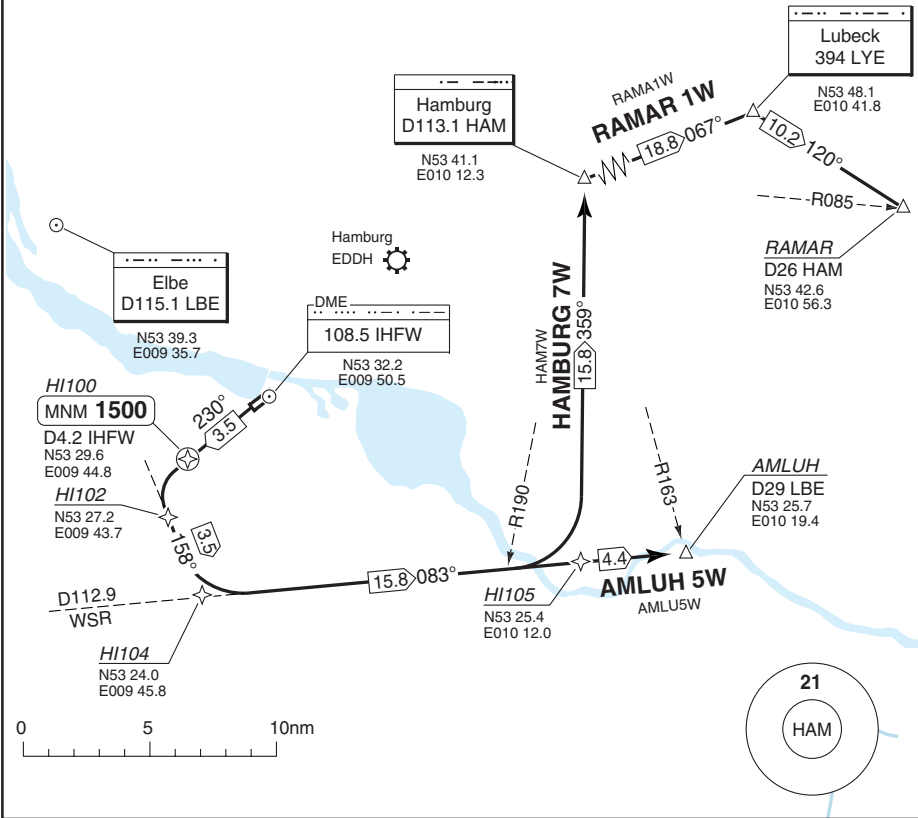 Lubeck
394 LYE
N53 48.1
E010 41.8
RAMA1W
RAMAR 1W
18.8 067°
10.2 120°
Hamburg
D113.1 HAM
N53 41.1
E010 12.3
R085
RAMAR
D26 HAM
N53 42.6
E010 56.3
Hamburg
EDDH
Elbe
D115.1 LBE
N53 39.3
E009 35.7
DME
108.5 IHFW
N53 32.2
E009 50.5
HAM7W
HAMBURG 7W
15.8 359°
HI100
MNM 1500
D4.2 IHFW
N53 29.6
E009 44.8
230°
3.5
HI102
N53 27.2
E009 43.7
158°
3.5
R190
R163
AMLUH
D29 LBE
N53 25.7
E010 19.4
D112.9
WSR
15.8 083°
4.4
HI105
N53 25.4
E010 12.0
AMLUH 5W
AMLU5W
HI104
N53 24.0
E009 45.8
0 5 10nm
21
HAM